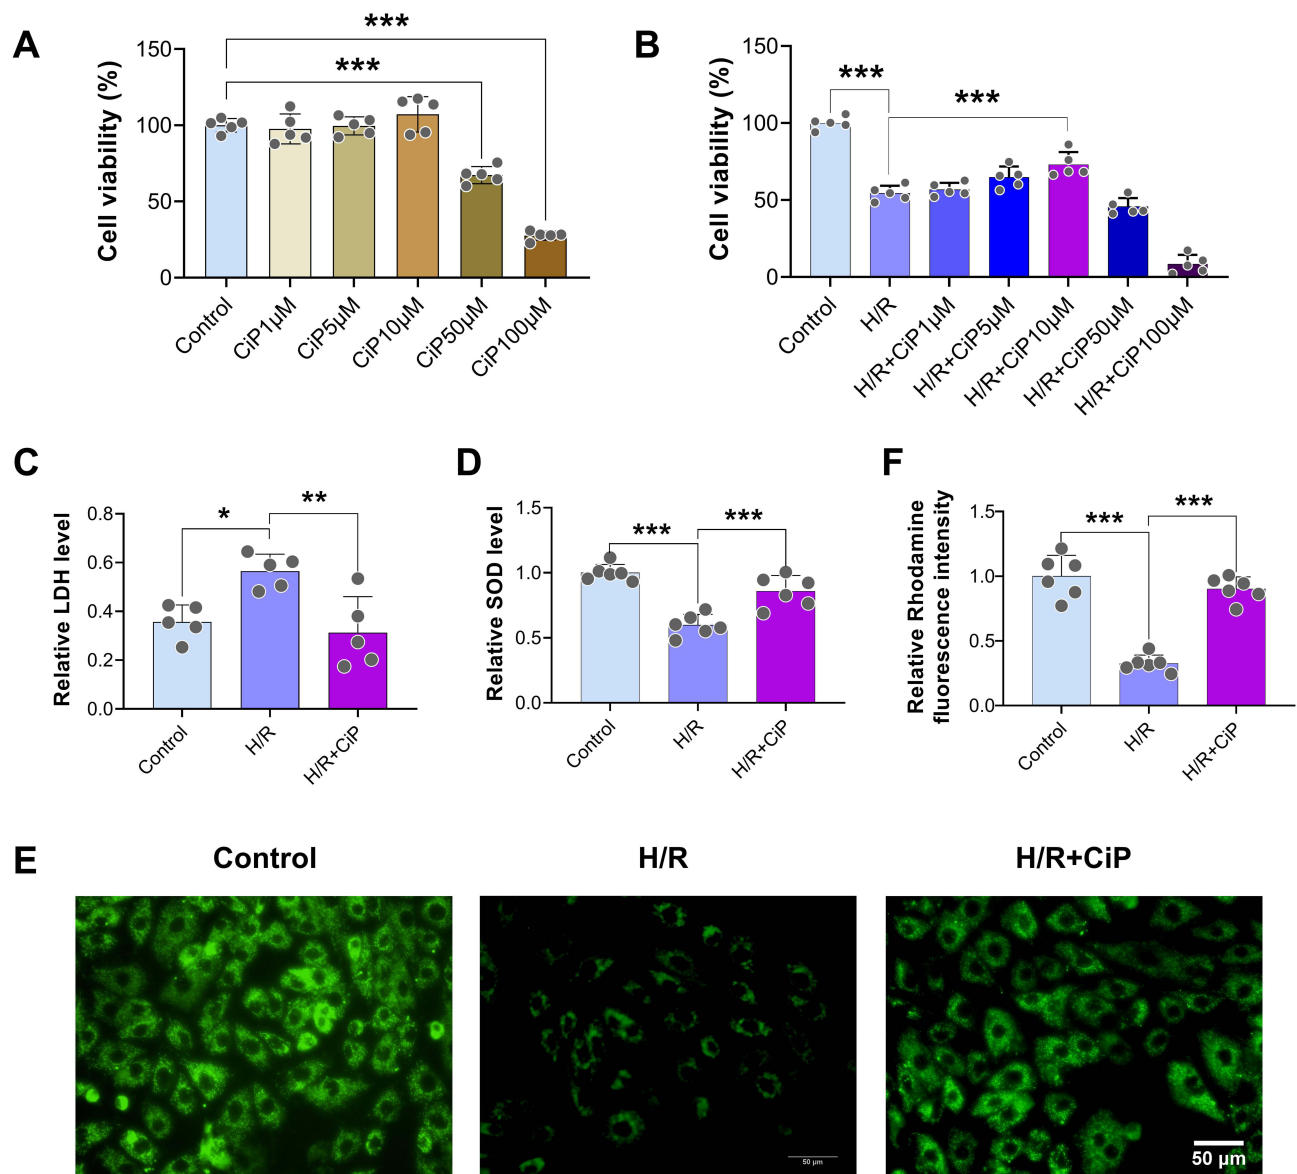 A
Cell viability (%)
150
100
50
0
***
***
Control
CiP1μM
CiP5μM
CiP10μM
CiP50μM
CiP100μM
B
Cell viability (%)
150
100
50
0
***
***
Control
H/R
H/R+CiP1μM
H/R+CiP5μM
H/R+CiP10μM
H/R+CiP50μM
H/R+CiP100μM
C
Relative LDH level
0.8
0.6
0.4
0.2
0.0
*
**
Control
H/R
H/R+CiP
D
Relative SOD level
1.5
1.0
0.5
0.0
***
***
Control
H/R
H/R+CiP
F
Relative Rhodamine
fluorescence intensity
1.5
1.0
0.5
0.0
***
***
Control
H/R
H/R+CiP
E
Control
H/R
H/R+CiP
50 μm
50 μm